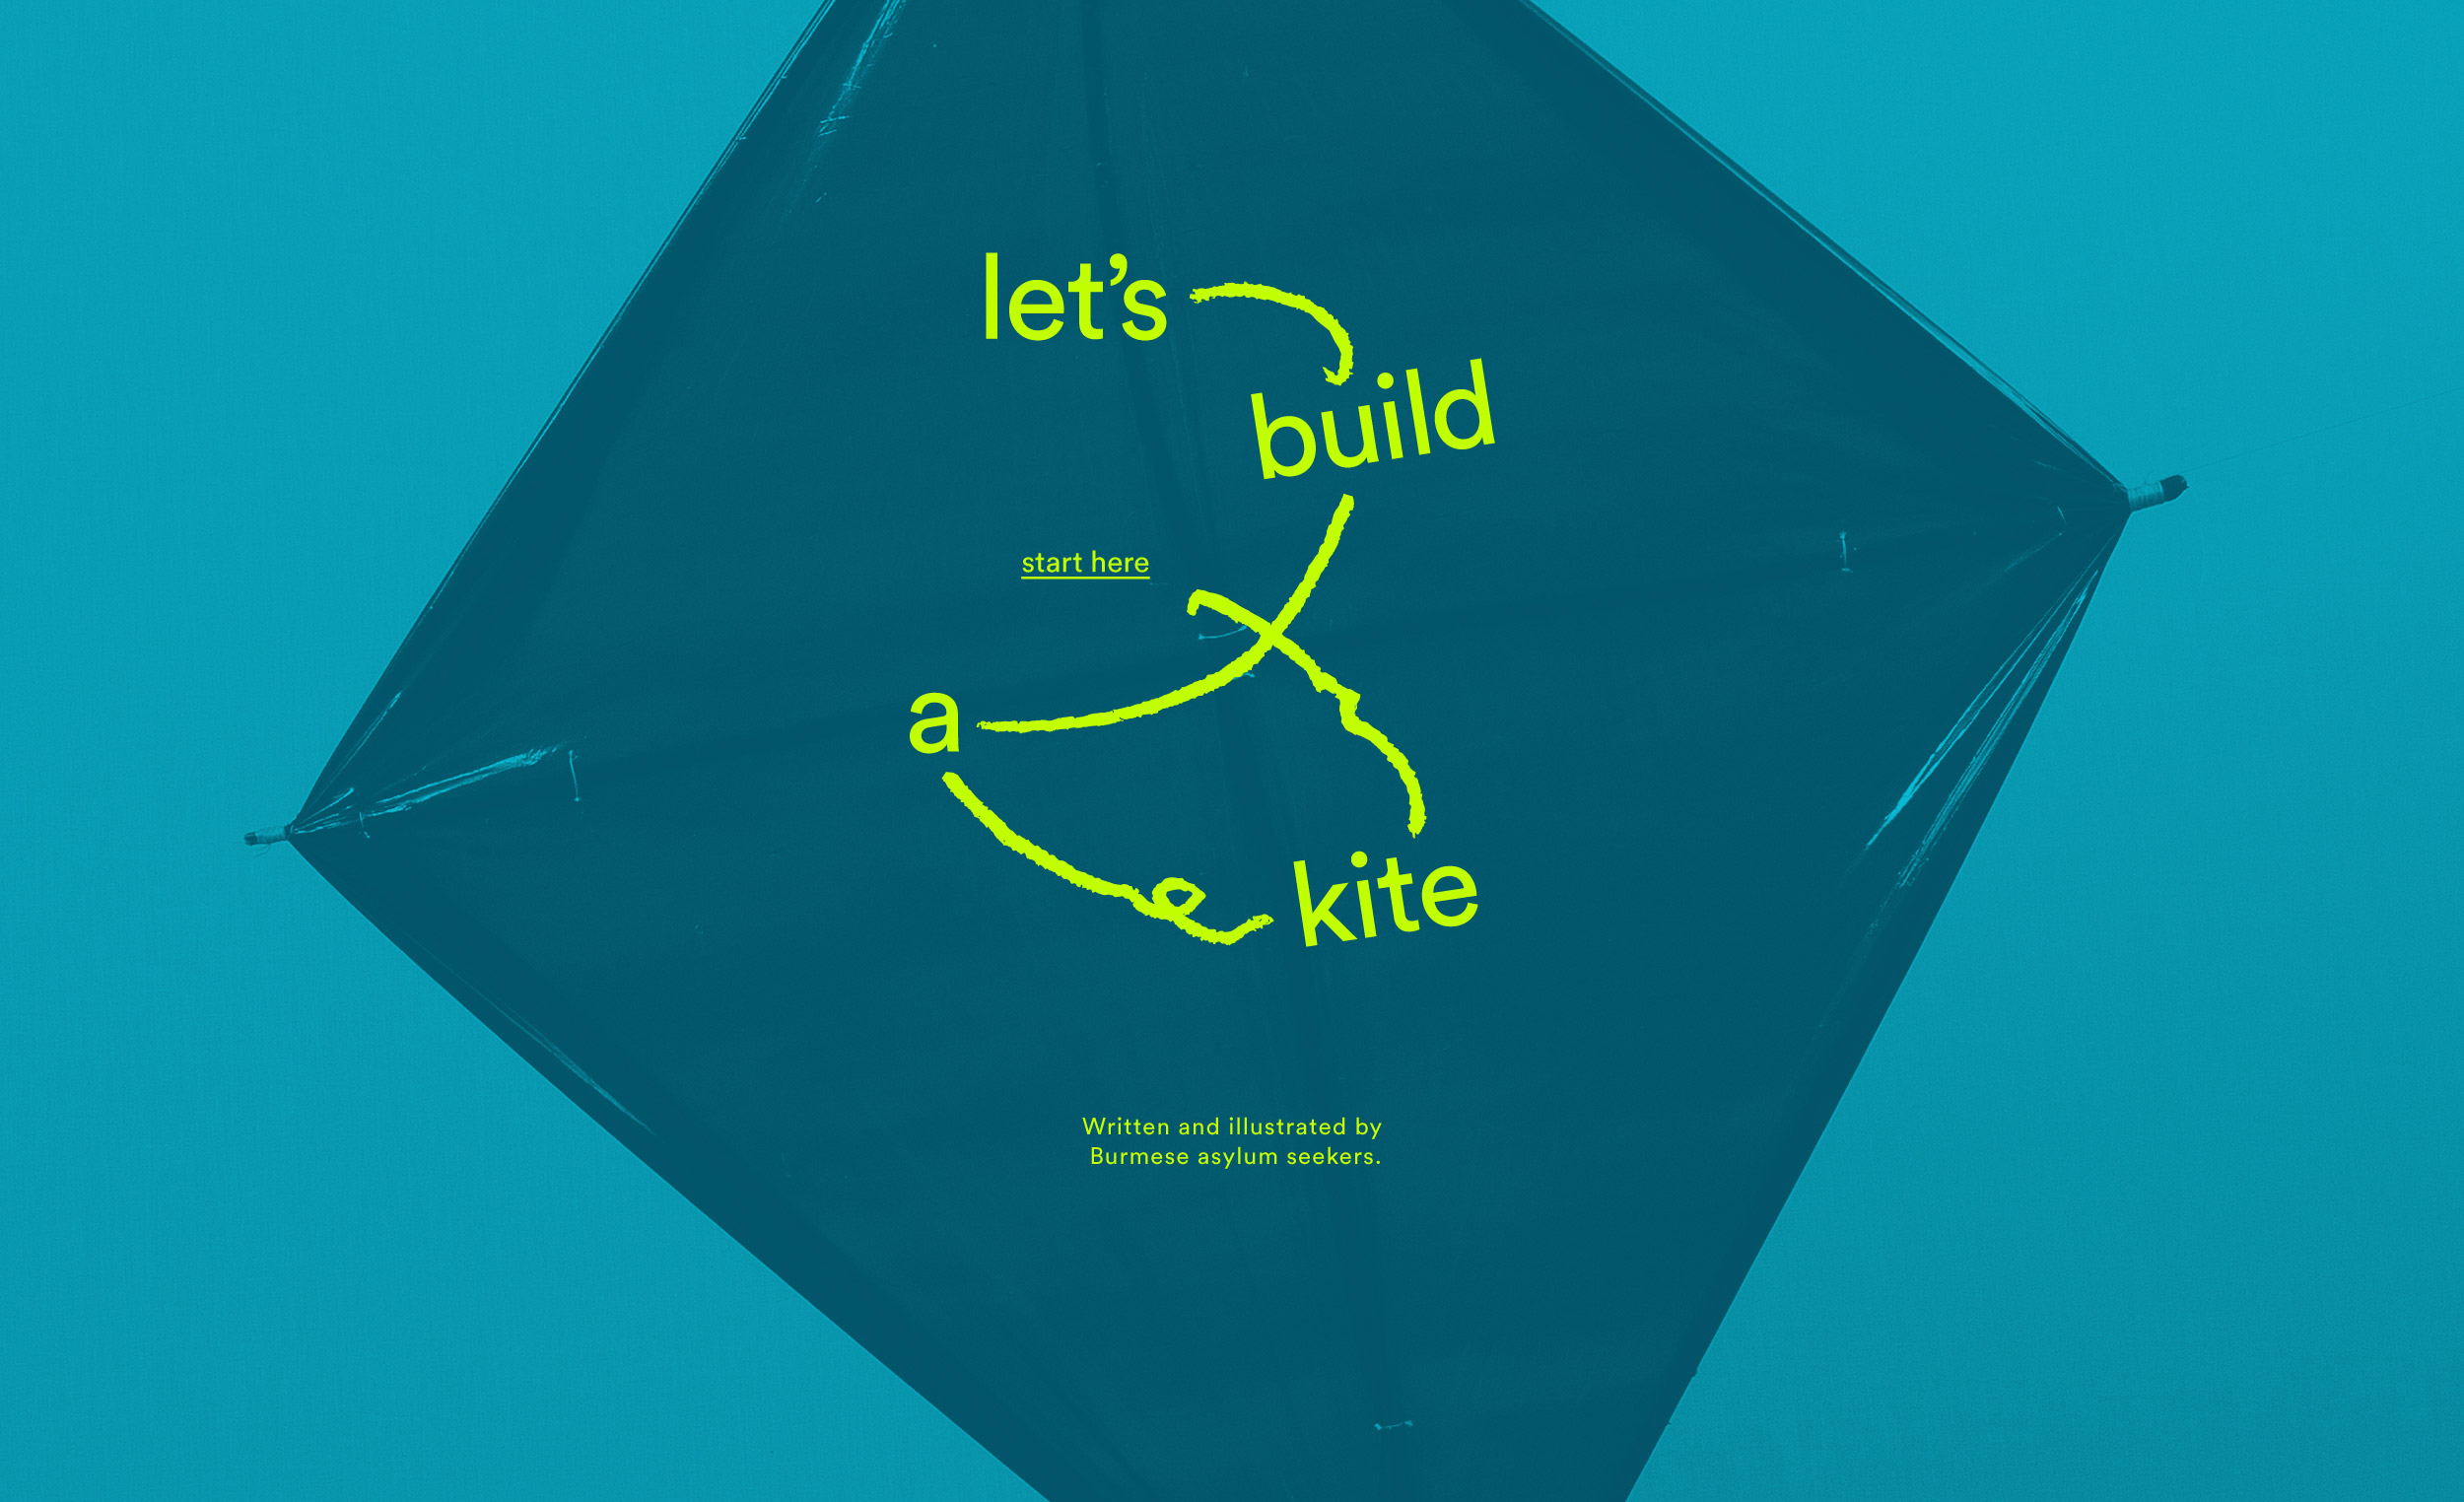 let’s
build
start here
a
kite
Written and illustrated by
Burmese asylum seekers.